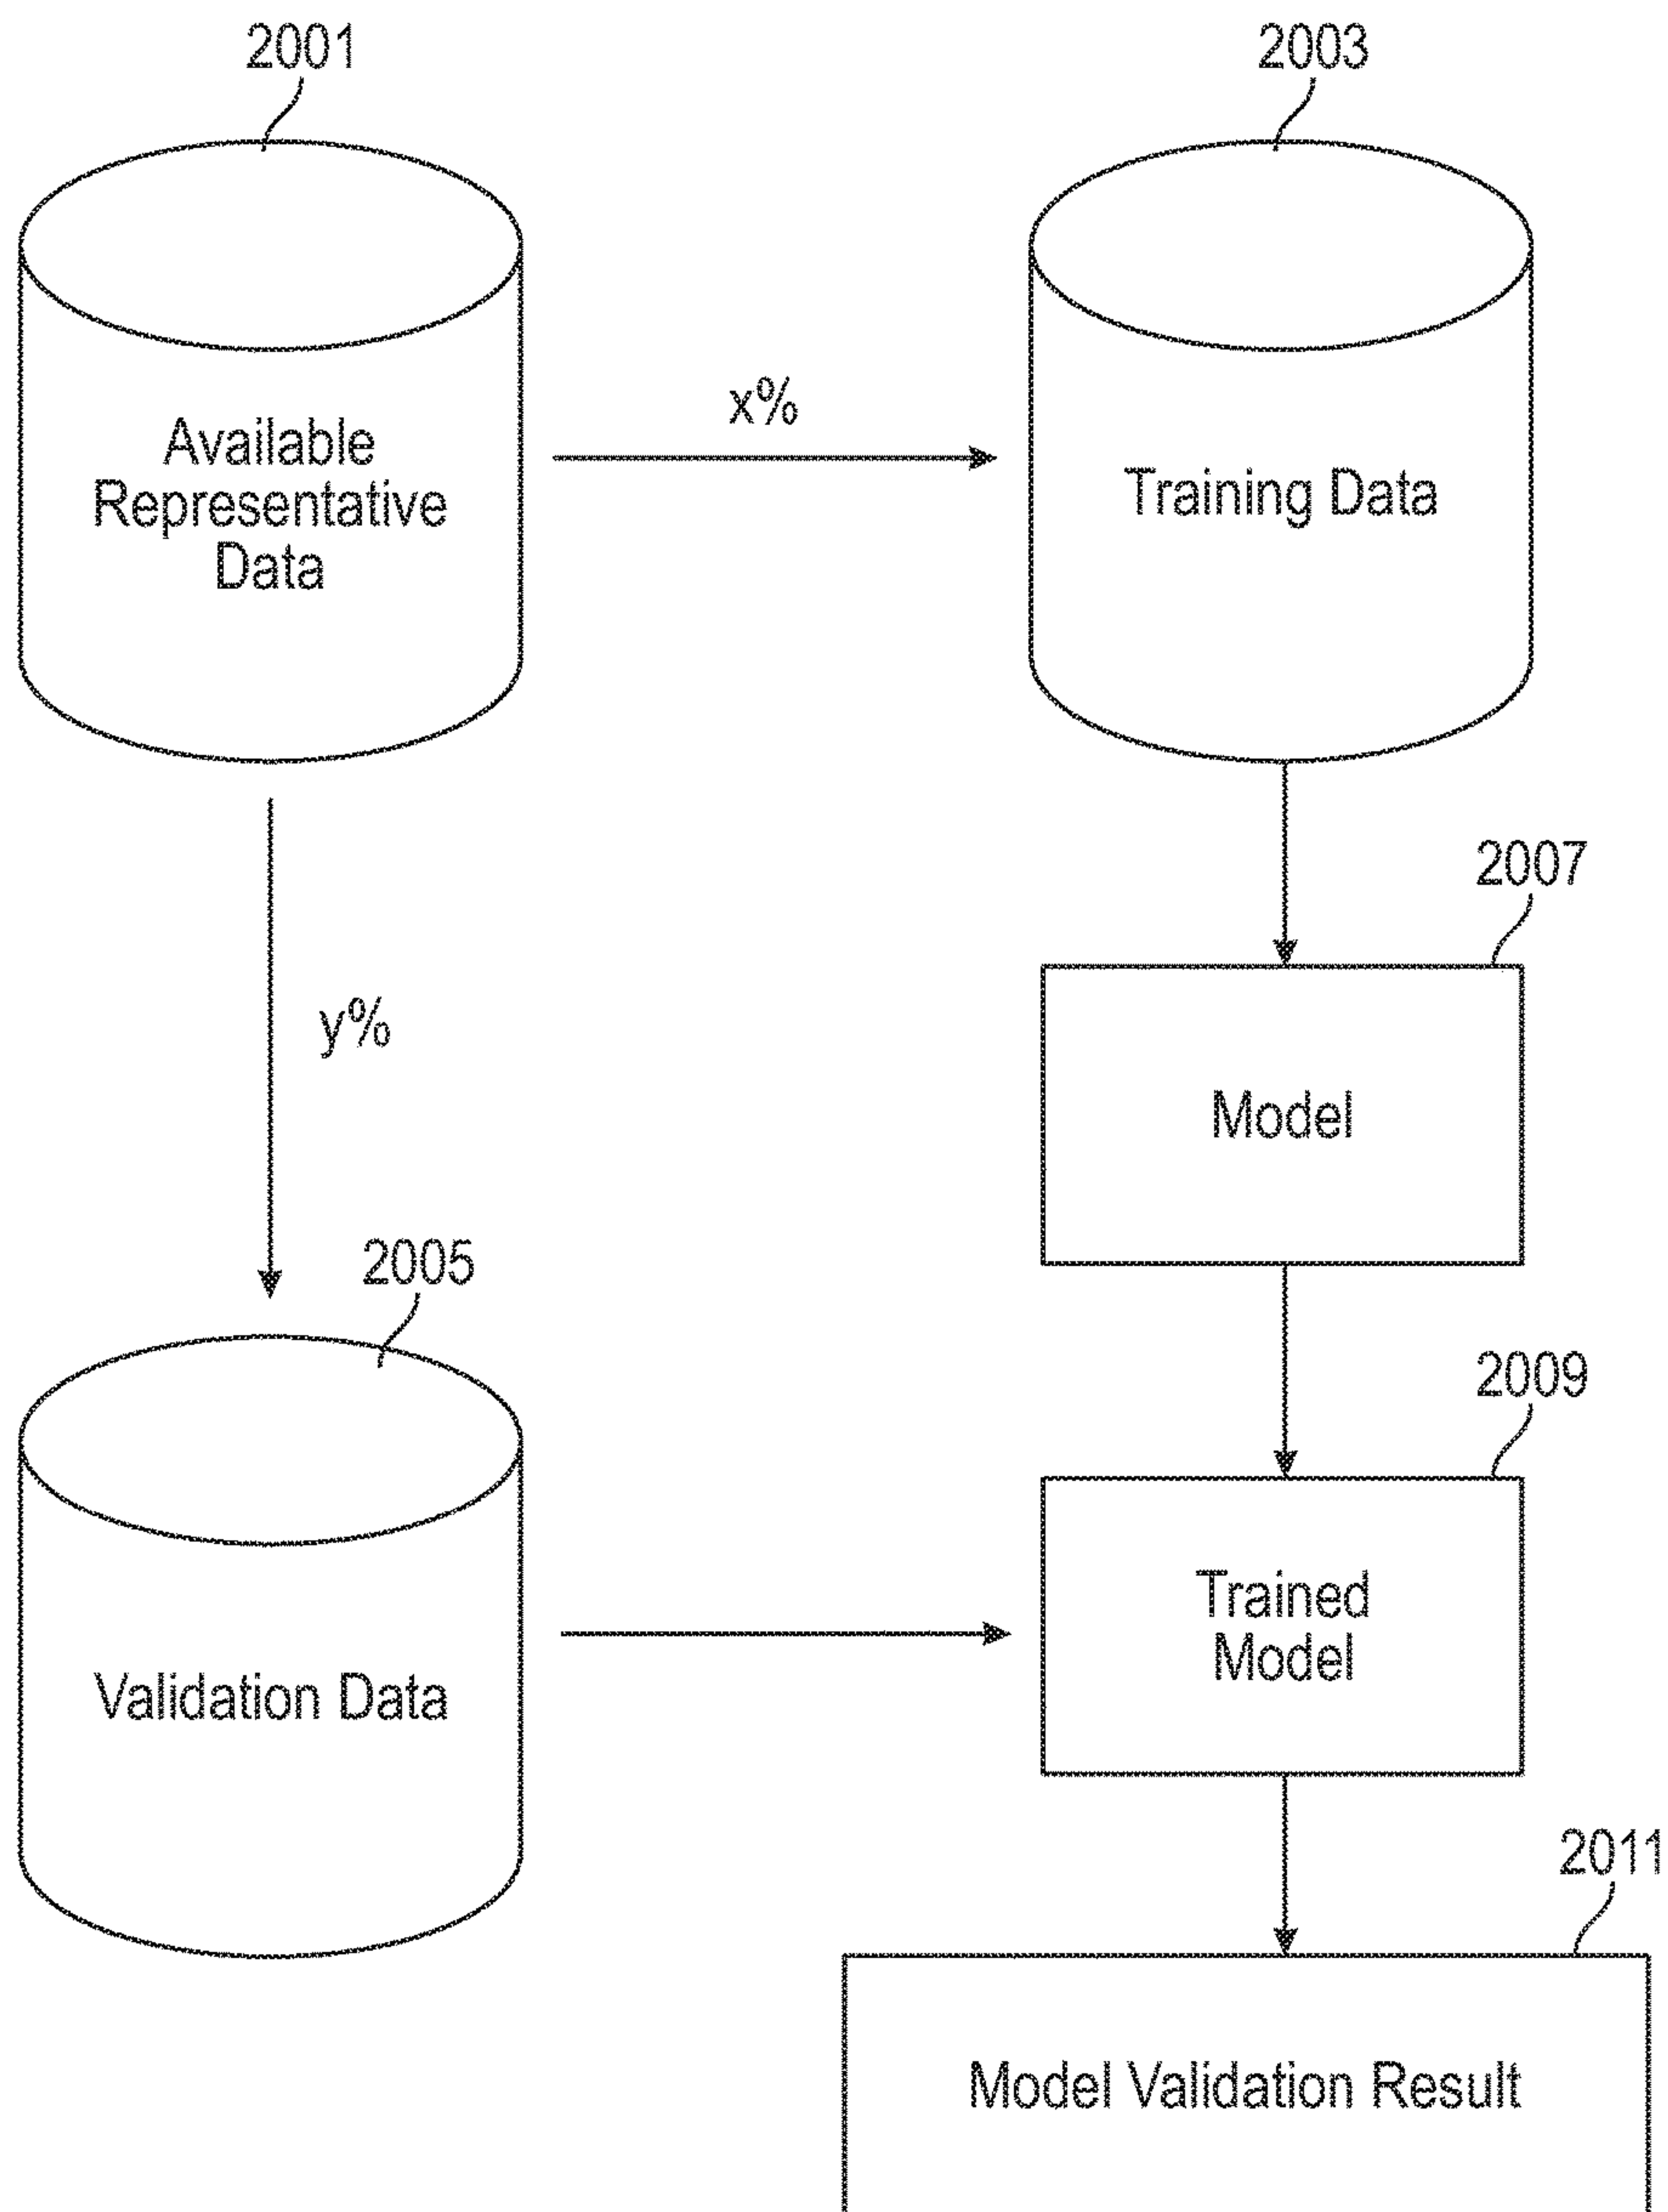 2001
2003
Available
Representative
Data
x%
Training Data
2007
y%
Model
2005
2009
Trained
Model
Validation Data
2011
Model Validation Result